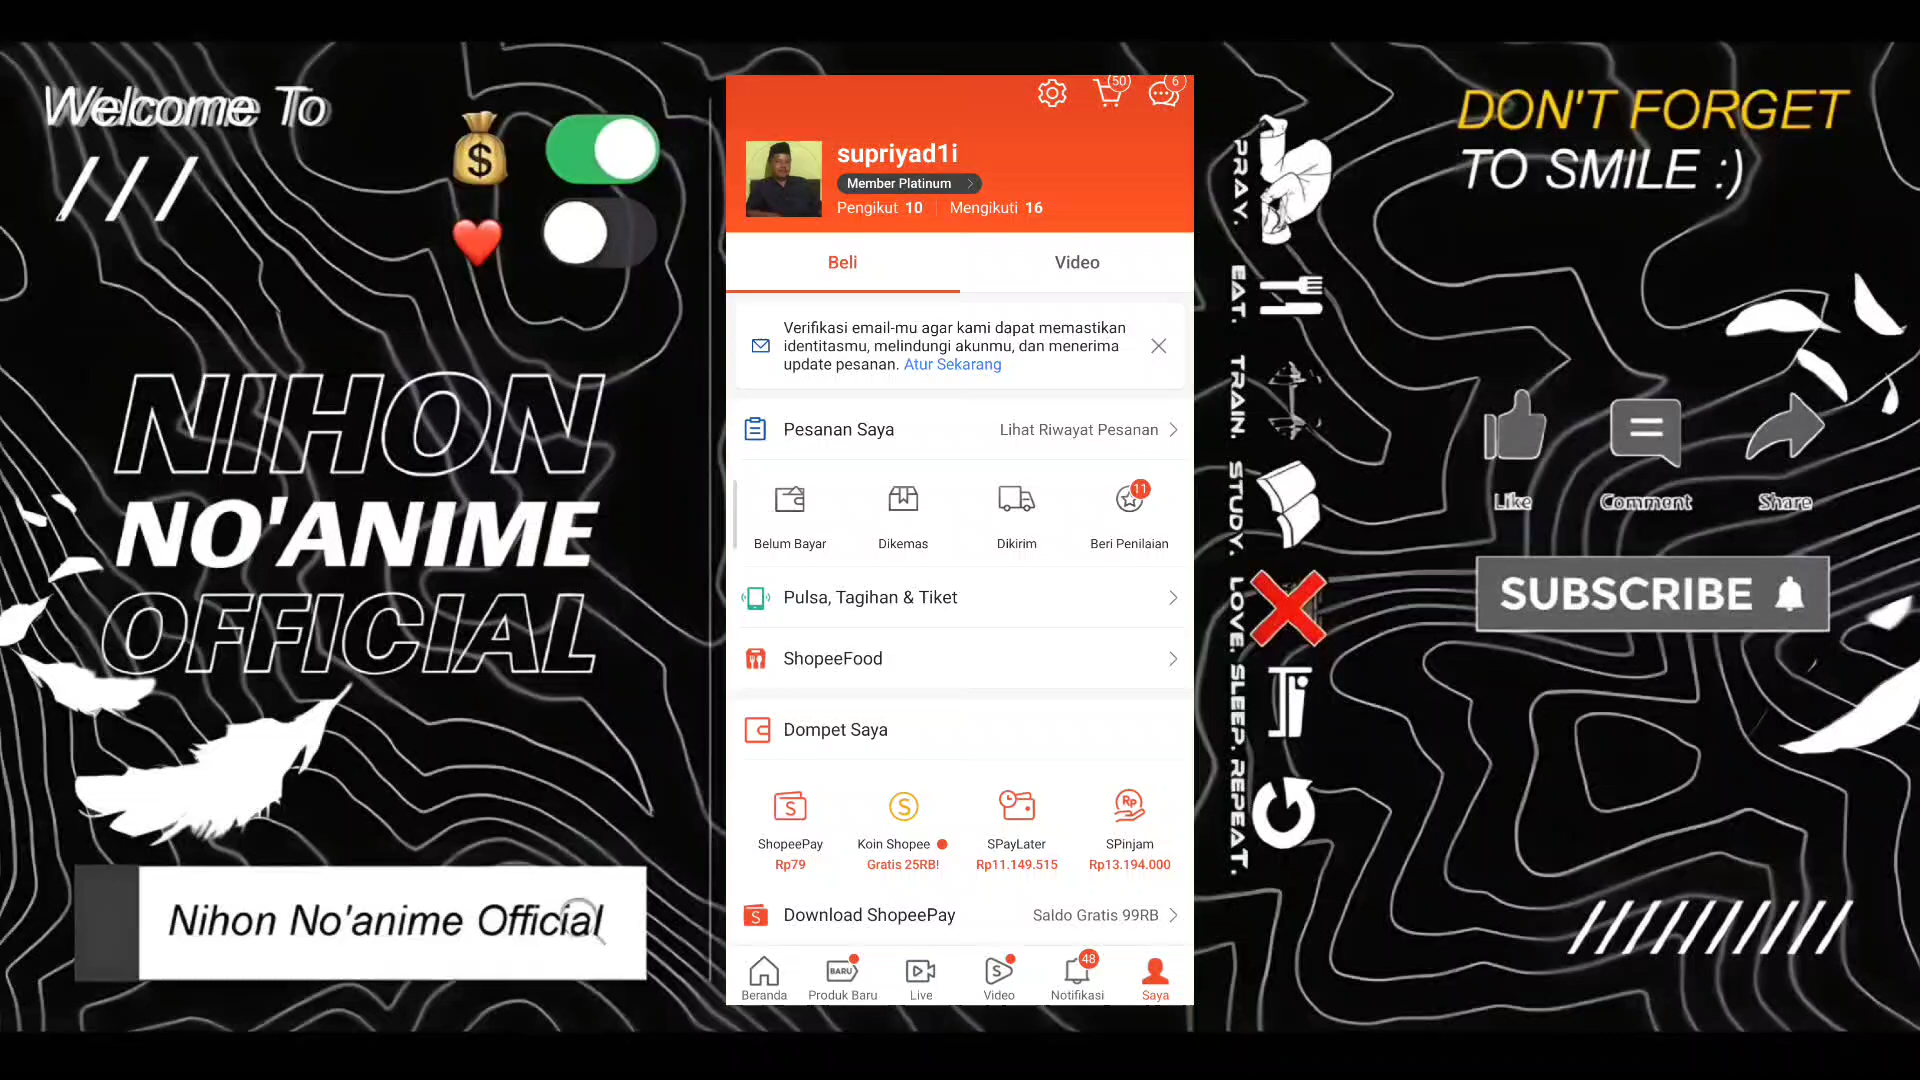 Welcome To
NIHON
NO'ANIME
OFFICIAL
Nihon No'anime Official
50
6
supriyad1i
Member Platinum
Pengikut 10
Mengikuti 16
Beli
Video
Verifikasi email-mu agar kami dapat memastikan
identitasmu, melindungi akunmu, dan menerima
update pesanan. Atur Sekarang
Pesanan Saya
Lihat Riwayat Pesanan
11
Belum Bayar
Dikemas
Dikirim
Beri Penilaian
Pulsa, Tagihan & Tiket
ShopeeFood
Dompet Saya
ShopeePay
Koin Shopee
SPayLater
SPinjam
Rp79
Gratis 25RB!
Rp11.149.515
Rp13.194.000
Download ShopeePay
Saldo Gratis 99RB
BARU
48
Beranda
Produk Baru
Live
Video
Notifikasi
Saya
PRAY.
EAT.
TRAIN.
STUDY.
LOVE.
SLEEP.
REPEAT.
DON'T FORGET
TO SMILE :)
Like
Comment
Share
SUBSCRIBE